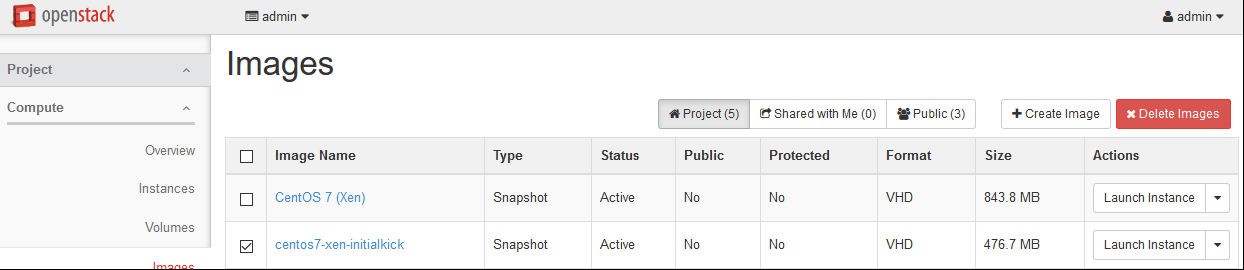 openstack admin admin
Images
Project
Project (5) Shared with Me (0) Public (3) Create Image Delete Images
Compute
Image Name Type Status Public Protected Format Size Actions
Overview
CentOS 7 (Xen) Snapshot Active No No VHD 843.8 MB Launch Instance
Instances
Volumes
centos7-xen-initialkick Snapshot Active No No VHD 476.7 MB Launch Instance
Images